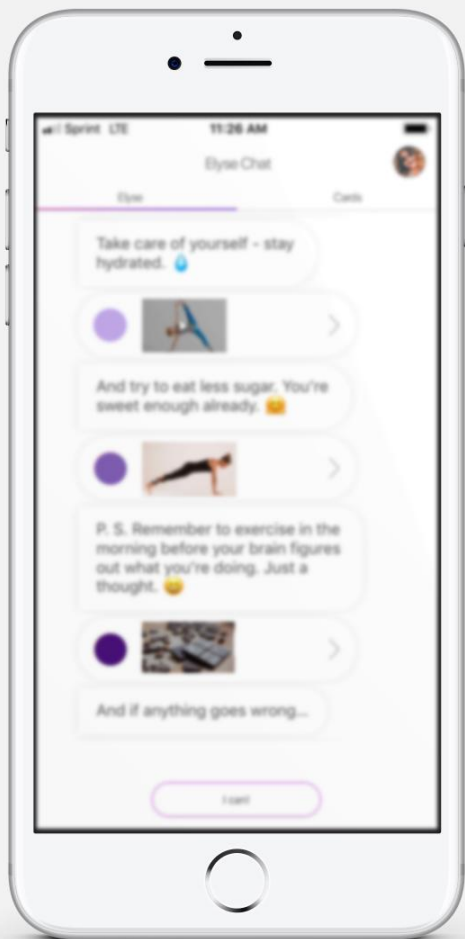 Sprint LTE 11:26 AM
Elyse Chat
Elyse Cards
Take care of yourself - stay
hydrated. 💧
And try to eat less sugar. You're
sweet enough already. 😊
P. S. Remember to exercise in the
morning before your brain figures
out what you're doing. Just a
thought. 😄
And if anything goes wrong...